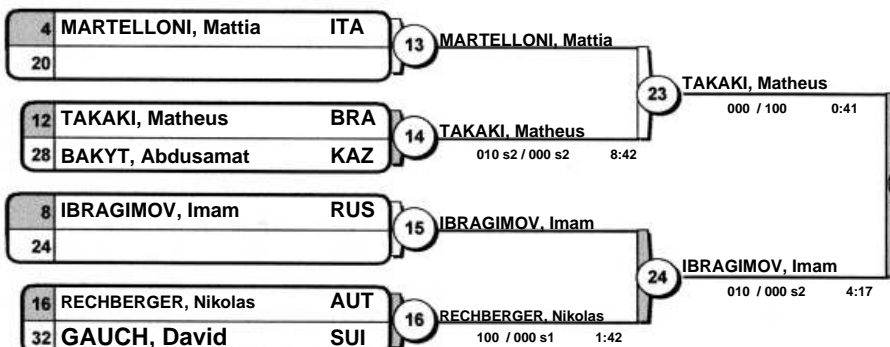 4 MARTELLONI, Mattia ITA
20
13 MARTELLONI, Mattia
12 TAKAKI, Matheus BRA
28 BAKYT, Abdusamat KAZ
14 TAKAKI, Matheus
010 s2 / 000 s2 8:42
23 TAKAKI, Matheus
000 / 100 0:41
8 IBRAGIMOV, Imam RUS
24
15 IBRAGIMOV, Imam
16 RECHBERGER, Nikolas AUT
32 GAUCH, David SUI
16 RECHBERGER, Nikolas
100 / 000 s1 1:42
24 IBRAGIMOV, Imam
010 / 000 s2 4:17